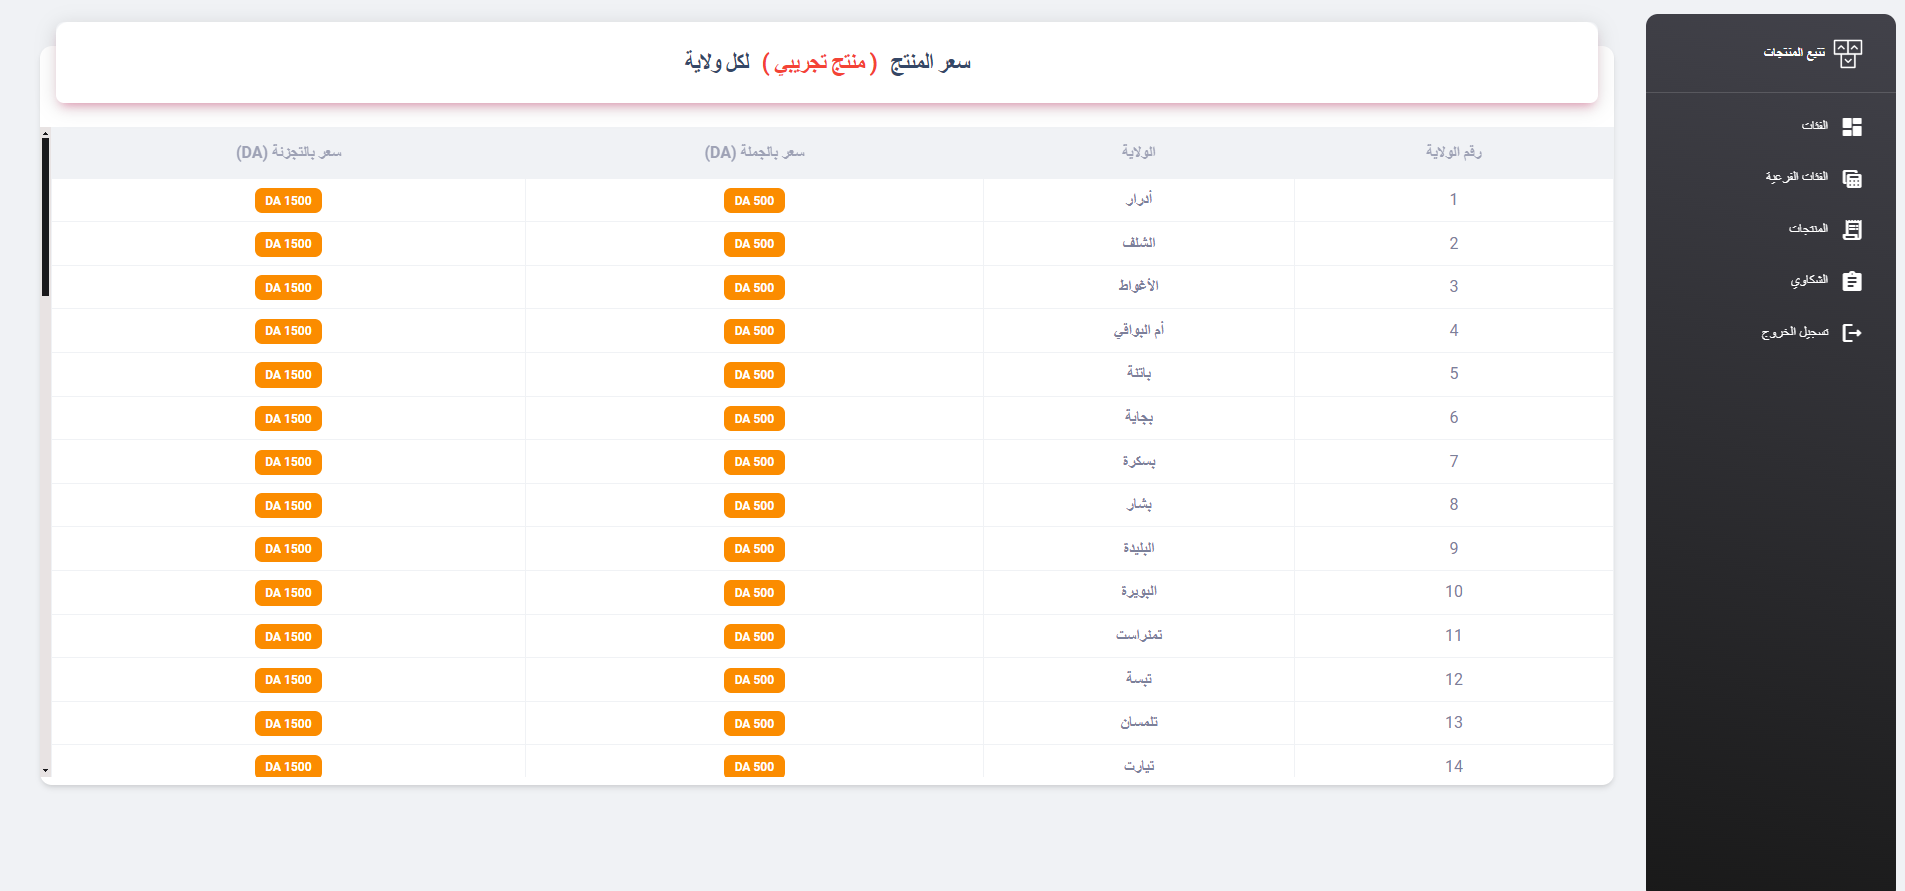 تتبع المنتجات
الفئات
الفئات الفرعية
المنتجات
الشكاوي
تسجيل الخروج
سعر المنتج ( منتج تجريبي ) لكل ولاية
رقم الولاية الولاية سعر بالجملة (DA) سعر بالتجزئة (DA)
1 أدرار DA 500 DA 1500
2 الشلف DA 500 DA 1500
3 الأغواط DA 500 DA 1500
4 أم البواقي DA 500 DA 1500
5 باتنة DA 500 DA 1500
6 بجاية DA 500 DA 1500
7 بسكرة DA 500 DA 1500
8 بشار DA 500 DA 1500
9 البليدة DA 500 DA 1500
10 البويرة DA 500 DA 1500
11 تمنراست DA 500 DA 1500
12 تبسة DA 500 DA 1500
13 تلمسان DA 500 DA 1500
14 تيارت DA 500 DA 1500